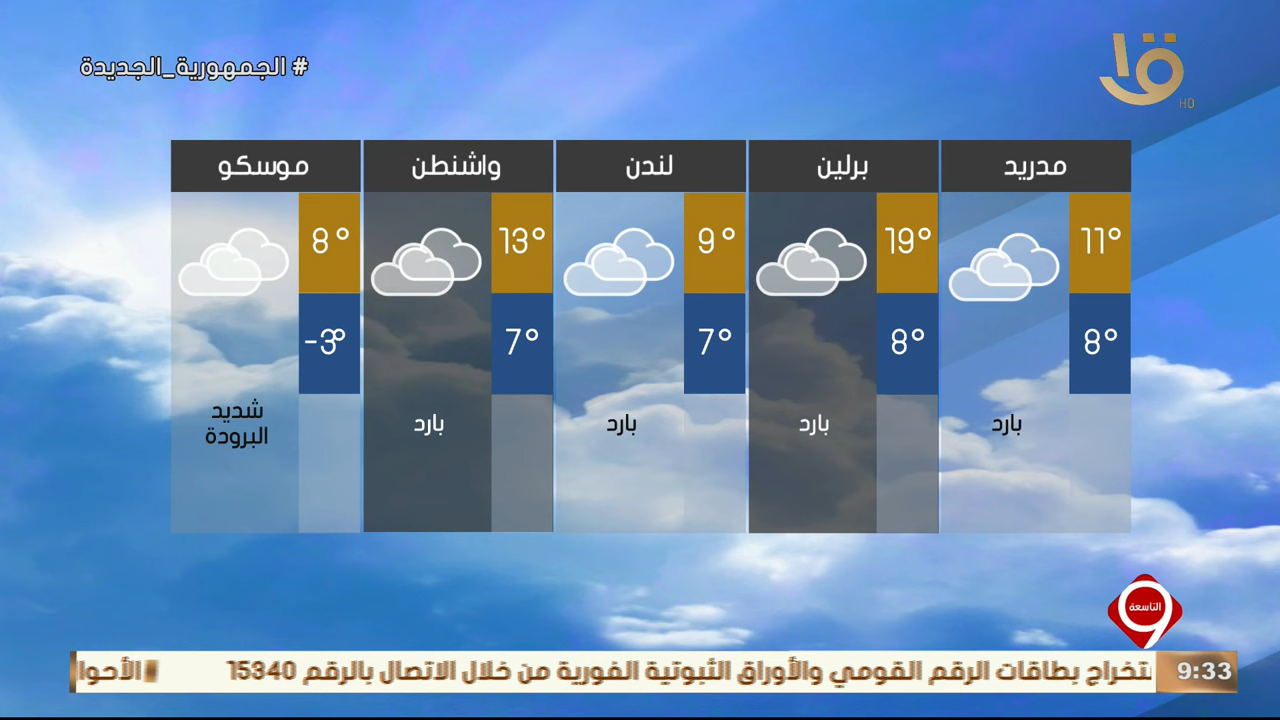 #الجمهورية_الجديدة
HD
مدريد
11°
8°
بارد
برلين
19°
8°
بارد
لندن
9°
7°
بارد
واشنطن
13°
7°
بارد
موسكو
8°
-3°
شديد
البرودة
التاسعة
9
9:33
تخراج بطاقات الرقم القومي والأوراق الثبوتية الفورية من خلال الاتصال بالرقم 15340
الأحوا